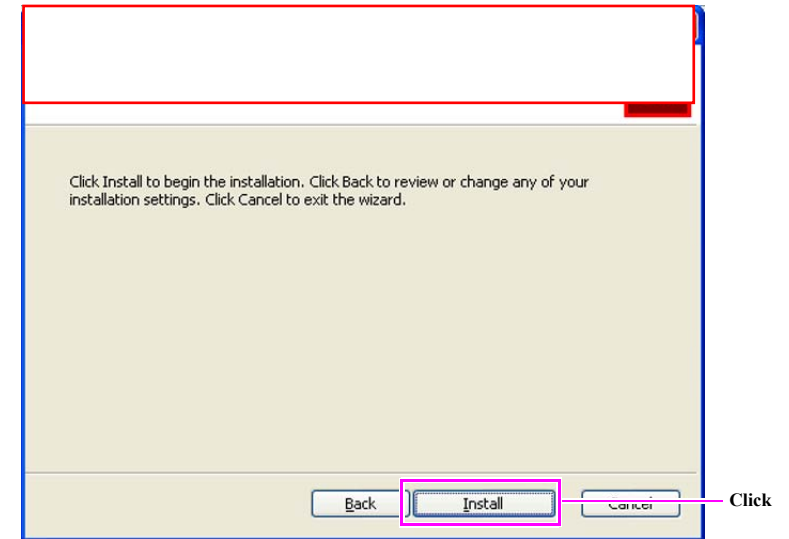 Click Install to begin the installation. Click Back to review or change any of your
installation settings. Click Cancel to exit the wizard.
Back Install Cancel Click